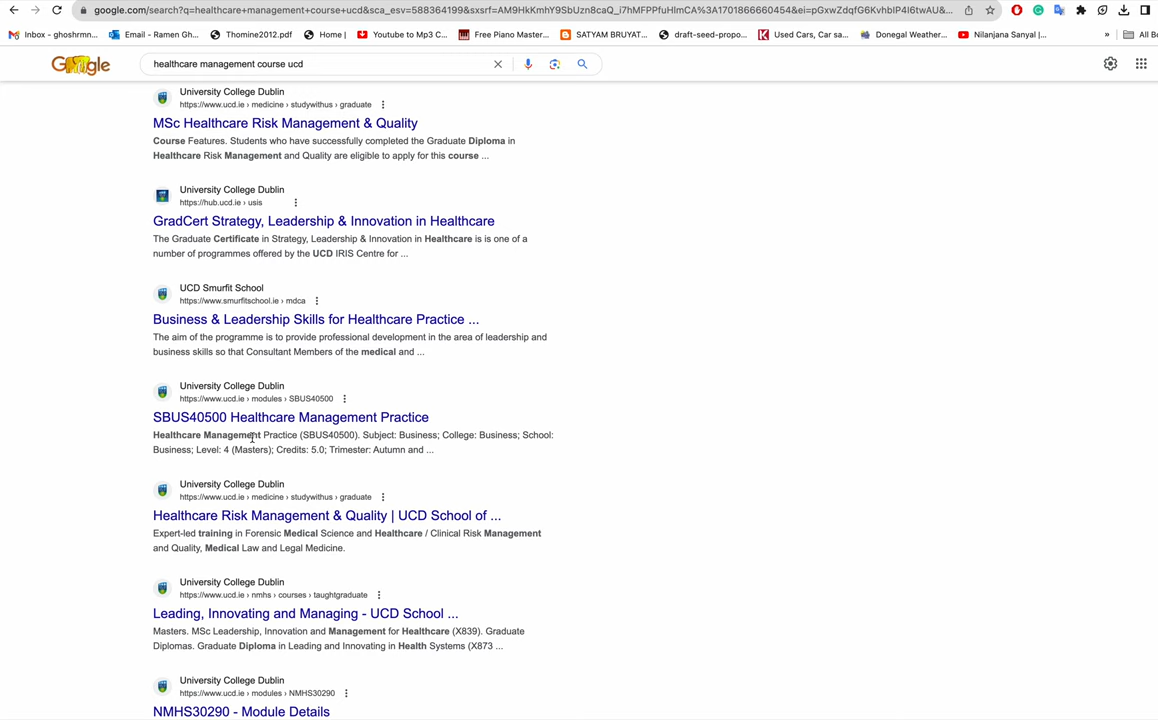 google.com/search?q=healthcare+management+course+ucd&sca_esv=588364199&sxsrf=AM9HkKmhY9SbUzn8caQ_i7hMFPPfuHlmCA%3A1701866660454&ei=pGxwZdqfG6KvhbIP4I6twAU&...
Inbox - ghoshrmn... Email - Ramen Gh... Thomine2012.pdf Home | Youtube to Mp3 C... Free Piano Master... SATYAM BRUYAT... draft-seed-propo... Used Cars, Car sa... Donegal Weather... Nilanjana Sanyal |... » All Bo
Google
healthcare management course ucd
University College Dublin
https://www.ucd.ie › medicine › studywithus › graduate
MSc Healthcare Risk Management & Quality
Course Features. Students who have successfully completed the Graduate Diploma in
Healthcare Risk Management and Quality are eligible to apply for this course ...
University College Dublin
https://hub.ucd.ie › usis
GradCert Strategy, Leadership & Innovation in Healthcare
The Graduate Certificate in Strategy, Leadership & Innovation in Healthcare is is one of a
number of programmes offered by the UCD IRIS Centre for ...
UCD Smurfit School
https://www.smurfitschool.ie › mdca
Business & Leadership Skills for Healthcare Practice ...
The aim of the programme is to provide professional development in the area of leadership and
business skills so that Consultant Members of the medical and ...
University College Dublin
https://www.ucd.ie › modules › SBUS40500
SBUS40500 Healthcare Management Practice
Healthcare Management Practice (SBUS40500). Subject: Business; College: Business; School:
Business; Level: 4 (Masters); Credits: 5.0; Trimester: Autumn and ...
University College Dublin
https://www.ucd.ie › medicine › studywithus › graduate
Healthcare Risk Management & Quality | UCD School of ...
Expert-led training in Forensic Medical Science and Healthcare / Clinical Risk Management
and Quality, Medical Law and Legal Medicine.
University College Dublin
https://www.ucd.ie › nmhs › courses › taughtgraduate
Leading, Innovating and Managing - UCD School ...
Masters. MSc Leadership, Innovation and Management for Healthcare (X839). Graduate
Diplomas. Graduate Diploma in Leading and Innovating in Health Systems (X873 ...
University College Dublin
https://www.ucd.ie › modules › NMHS30290
NMHS30290 - Module Details